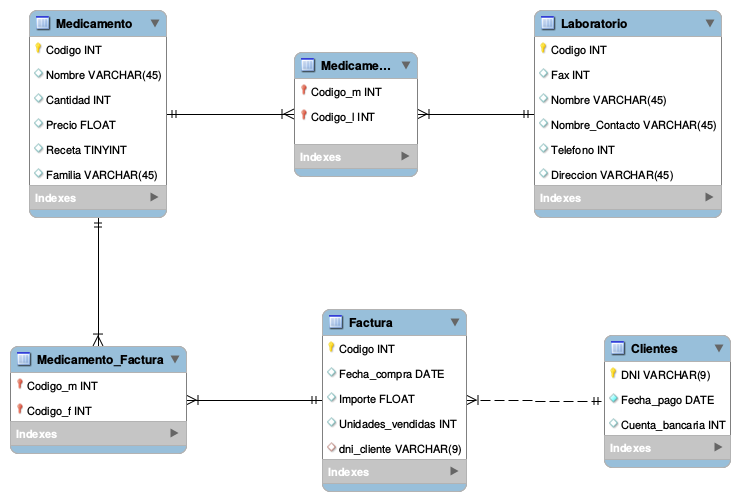 Medicamento
Codigo INT
Nombre VARCHAR(45)
Cantidad INT
Precio FLOAT
Receta TINYINT
Familia VARCHAR(45)
Indexes
Medicame...
Codigo_m INT
Codigo_l INT
Indexes
Laboratorio
Codigo INT
Fax INT
Nombre VARCHAR(45)
Nombre_Contacto VARCHAR(45)
Telefono INT
Direccion VARCHAR(45)
Indexes
Medicamento_Factura
Codigo_m INT
Codigo_f INT
Indexes
Factura
Codigo INT
Fecha_compra DATE
Importe FLOAT
Unidades_vendidas INT
dni_cliente VARCHAR(9)
Indexes
Clientes
DNI VARCHAR(9)
Fecha_pago DATE
Cuenta_bancaria INT
Indexes